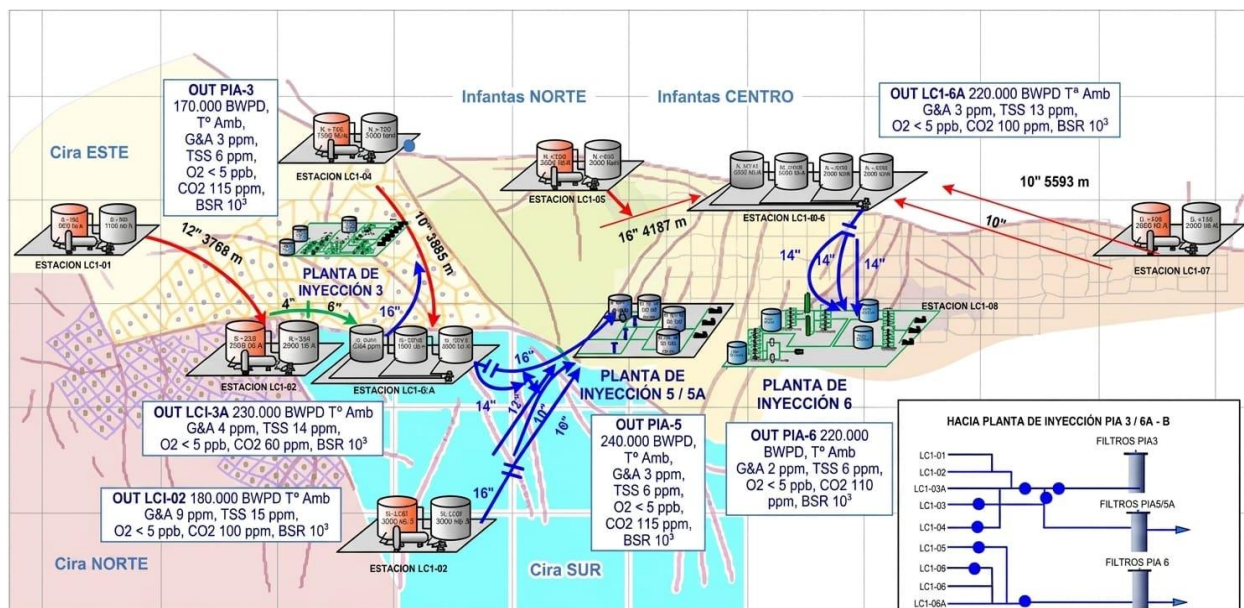 Infantas NORTE
Infantas CENTRO
Cira ESTE
OUT PIA-3
170.000 BWPD,
Tº Amb,
G&A 3 ppm,
TSS 6 ppm,
O2 < 5 ppb,
CO2 115 ppm,
BSR 10³
OUT LC1-6A 220.000 BWPD Tª Amb
G&A 3 ppm, TSS 13 ppm,
O2 < 5 ppb, CO2 100 ppm, BSR 10³
ESTACION LC1-04
ESTACION LC1-05
ESTACION LC1-I0-6
10" 5593 m
10"
16" 4187 m
ESTACION LC1-01
ESTACION LC1-07
12" 3768 m
10" 3885 m
14"
14"
14"
PLANTA DE
INYECCIÓN 3
4"
6"
16"
ESTACION LC1-08
ESTACION LC1-02
ESTACION LC1-6:A
16"
14"
12"
10"
16"
PLANTA DE
INYECCIÓN 5 / 5A
PLANTA DE
INYECCIÓN 6
OUT LCI-3A 230.000 BWPD Tº Amb
G&A 4 ppm, TSS 14 ppm,
O2 < 5 ppb, CO2 60 ppm, BSR 10³
OUT PIA-5
240.000 BWPD,
Tº Amb,
G&A 3 ppm,
TSS 6 ppm,
O2 < 5 ppb,
CO2 115 ppm,
BSR 10³
OUT PIA-6 220.000
BWPD, Tº Amb
G&A 2 ppm, TSS 6 ppm,
O2 < 5 ppb, CO2 110
ppm, BSR 10³
OUT LCI-02 180.000 BWPD Tº Amb
G&A 9 ppm, TSS 15 ppm,
O2 < 5 ppb, CO2 100 ppm, BSR 10³
16"
ESTACION LC1-02
Cira NORTE
Cira SUR
HACIA PLANTA DE INYECCIÓN PIA 3 / 6A - B
FILTROS PIA3
LC1-01
LC1-02
LC1-03A
LC1-03
FILTROS PIA5/5A
LC1-04
LC1-05
LC1-06
FILTROS PIA 6
LC1-06
LC1-06A